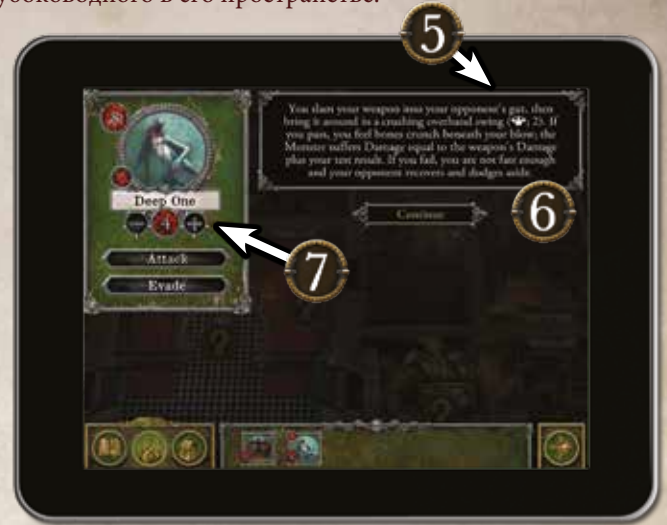 убоководного в его пространстве.
5
You slam your weapon into your opponent's gut, then
bring it around in a crushing overhand swing ( ; 2). If
you pass, you feel bones crunch beneath your blow; the
Monster suffers Damage equal to the weapon's Damage
plus your test result. If you fail, you are not fast enough
and your opponent recovers and dodges aside.
8
Deep One
4
Continue
6
7
Attack
Evade